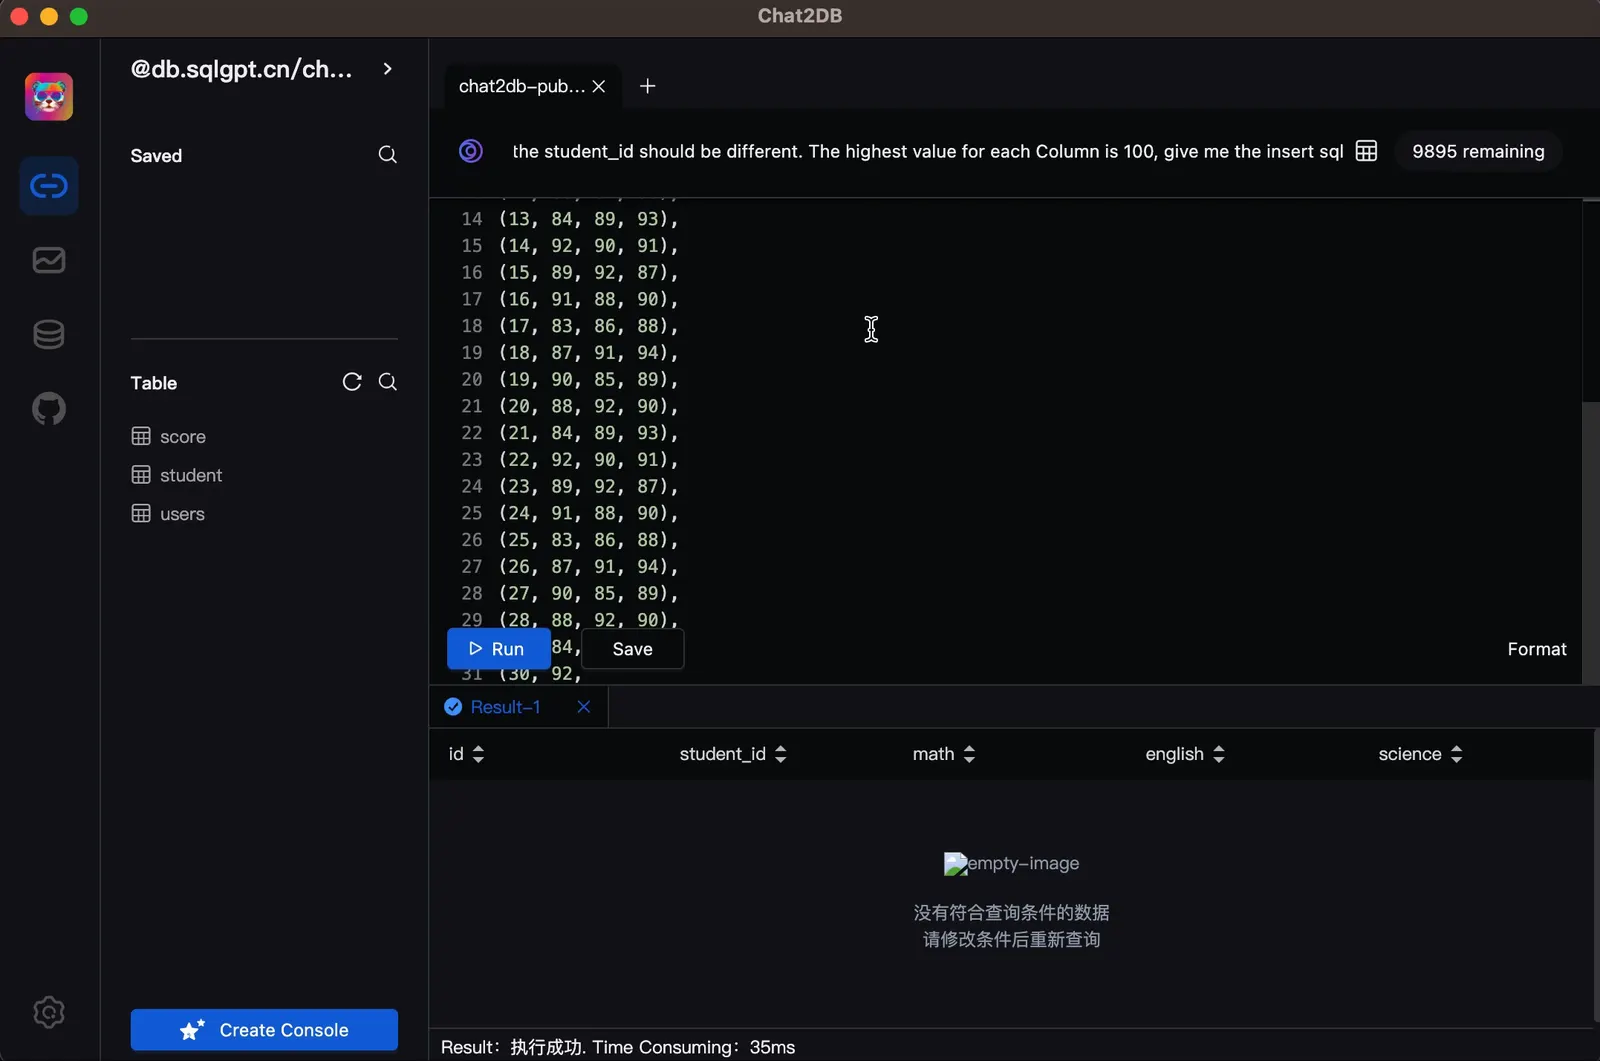 Chat2DB
@db.sqlgpt.cn/ch...
Saved
Table
score
student
users
Create Console
chat2db-pub...
the student_id should be different. The highest value for each Column is 100, give me the insert sql
9895 remaining
14 (13, 84, 89, 93),
15 (14, 92, 90, 91),
16 (15, 89, 92, 87),
17 (16, 91, 88, 90),
18 (17, 83, 86, 88),
19 (18, 87, 91, 94),
20 (19, 90, 85, 89),
21 (20, 88, 92, 90),
22 (21, 84, 89, 93),
23 (22, 92, 90, 91),
24 (23, 89, 92, 87),
25 (24, 91, 88, 90),
26 (25, 83, 86, 88),
27 (26, 87, 91, 94),
28 (27, 90, 85, 89),
29 (28, 88, 92, 90),
84,
31 (30, 92,
Run
Save
Format
Result-1
id student_id math english science
empty-image
没有符合查询条件的数据
请修改条件后重新查询
Result: 执行成功. Time Consuming: 35ms